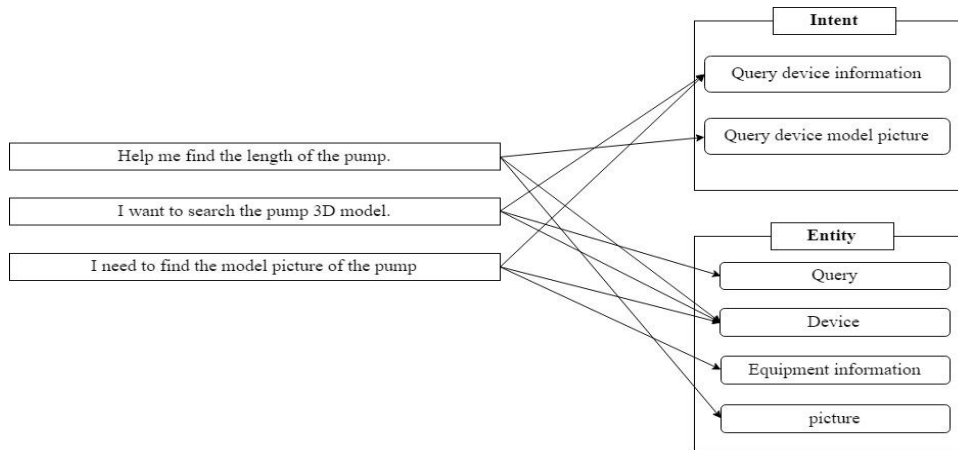 Intent
Query device information
Query device model picture
Help me find the length of the pump.
I want to search the pump 3D model.
I need to find the model picture of the pump
Entity
Query
Device
Equipment information
picture